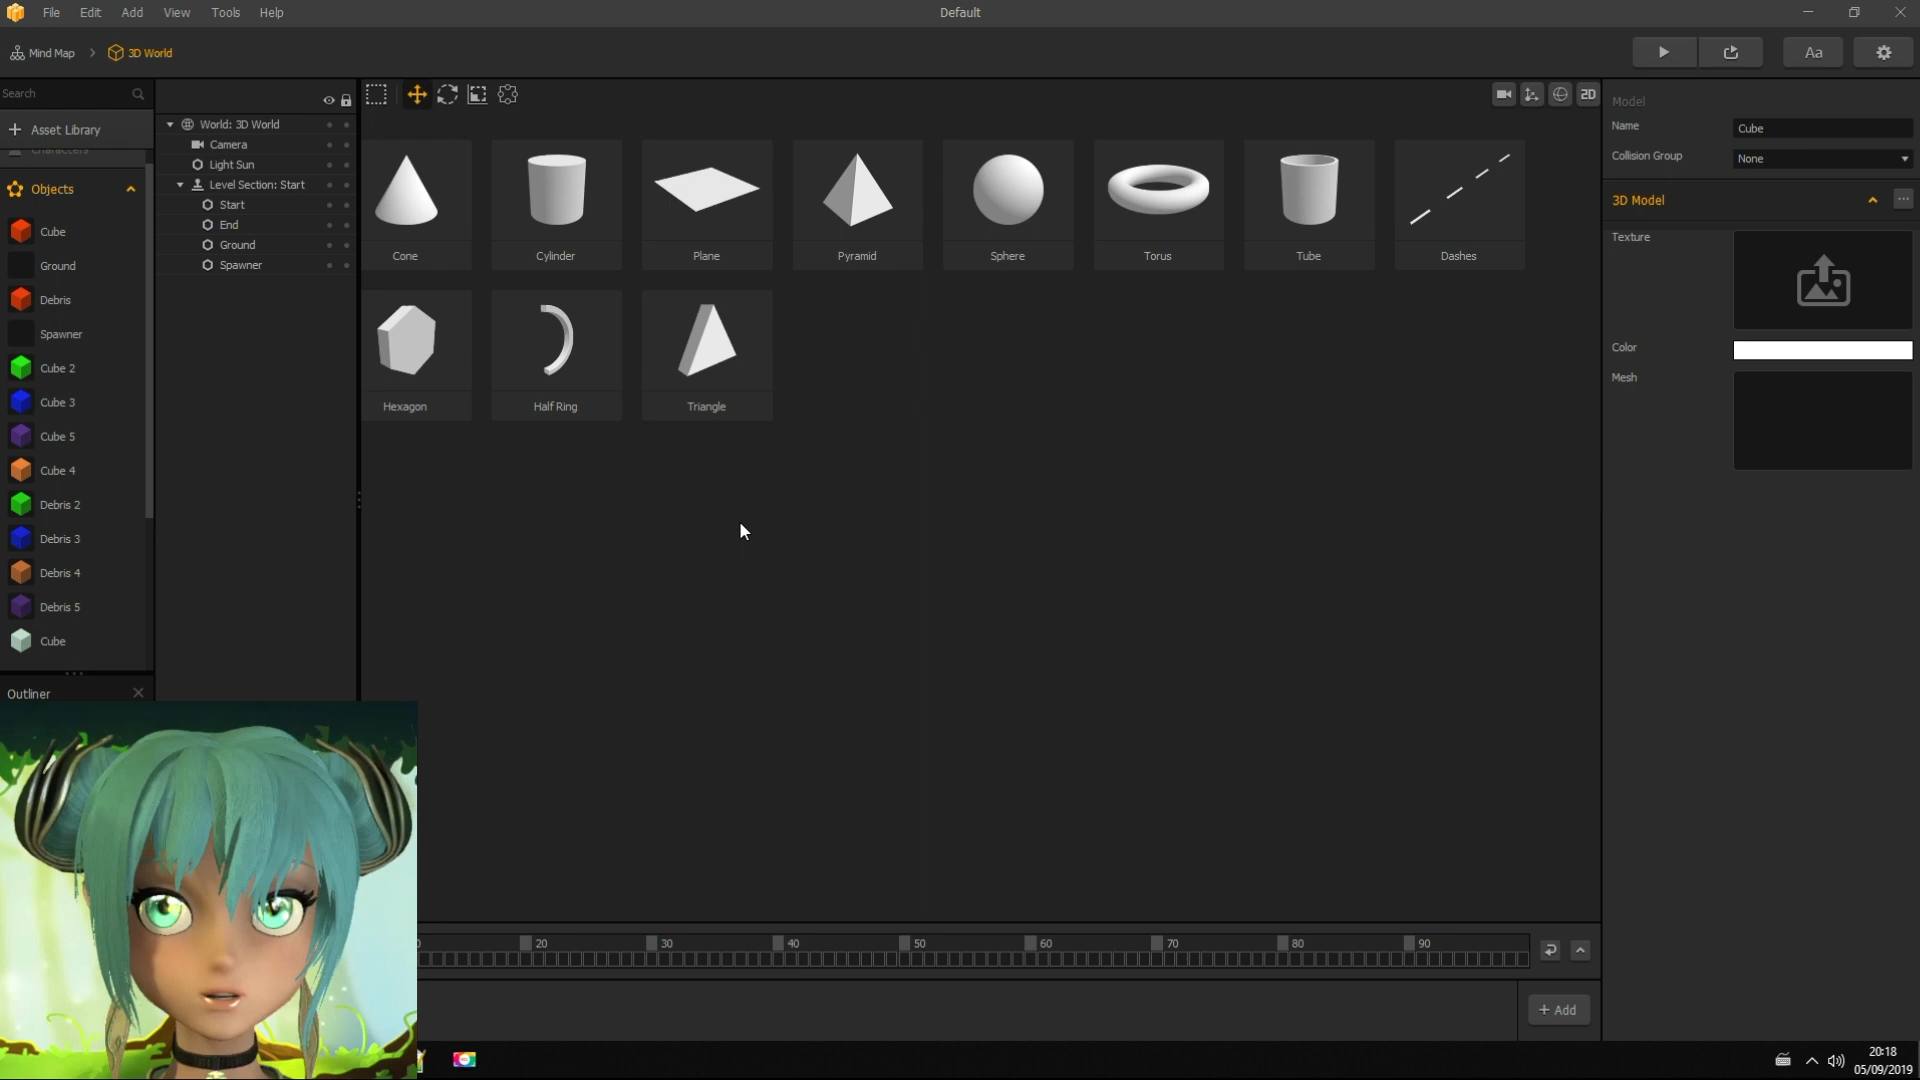 File Edit Add View Tools Help
Default
Mind Map 3D World
Aa
Search
Asset Library
Characters
Objects
Cube
Ground
Debris
Spawner
Cube 2
Cube 3
Cube 5
Cube 4
Debris 2
Debris 3
Debris 4
Debris 5
Cube
Outliner
World: 3D World
Camera
Light Sun
Level Section: Start
Start
End
Ground
Spawner
2D
Cone
Cylinder
Plane
Pyramid
Sphere
Torus
Tube
Dashes
Hexagon
Half Ring
Triangle
Model
Name Cube
Collision Group None
3D Model
Texture
Color
Mesh
20 30 40 50 60 70 80 90
+ Add
20:18
05/09/2019